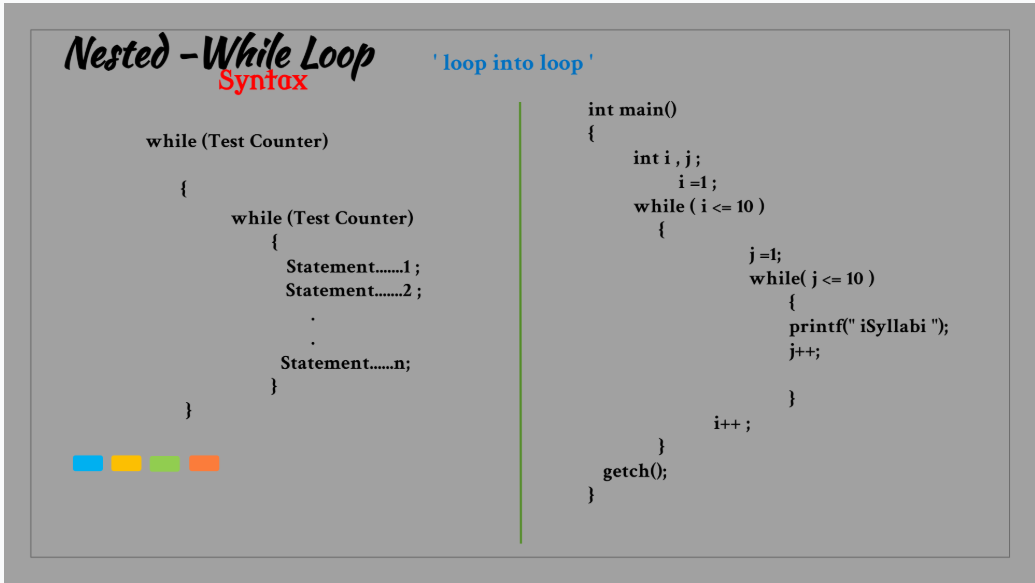 Nested -While Loop
Syntax
' loop into loop '
while (Test Counter)
{
while (Test Counter)
{
Statement.......1 ;
Statement.......2 ;
.
.
Statement......n;
}
}
int main()
{
int i , j ;
i =1 ;
while ( i <= 10 )
{
j =1;
while( j <= 10 )
{
printf(" iSyllabi ");
j++;
}
i++ ;
}
getch();
}